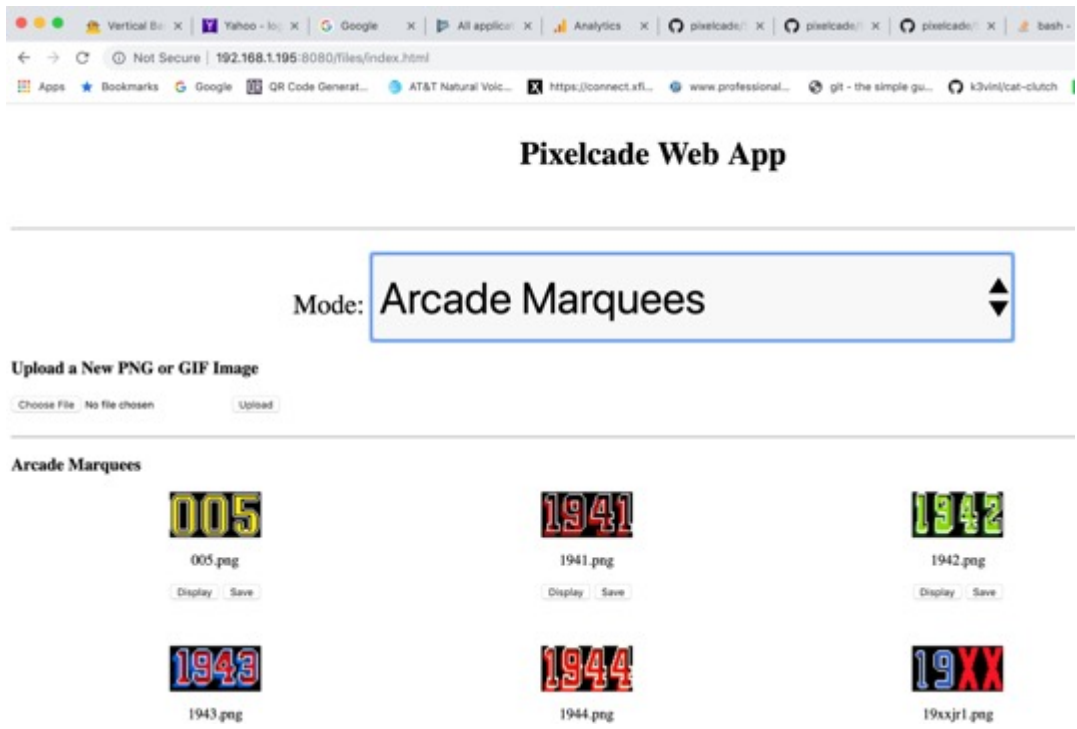 Vertical Ba Yahoo - log Google All applicat Analytics pixelcade/ pixelcade/ pixelcade/ bash -
Not Secure | 192.168.1.195:8080/files/index.html
Apps Bookmarks Google QR Code Generat... AT&T Natural Voic... https://connect.xfi... www.professional... git - the simple gu... k3vinl/cat-clutch
Pixelcade Web App
Mode: Arcade Marquees
Upload a New PNG or GIF Image
Choose File No file chosen Upload
Arcade Marquees
005 1941 1942
005.png 1941.png 1942.png
Display Save Display Save Display Save
1943 1944 19XX
1943.png 1944.png 19xxjr1.png